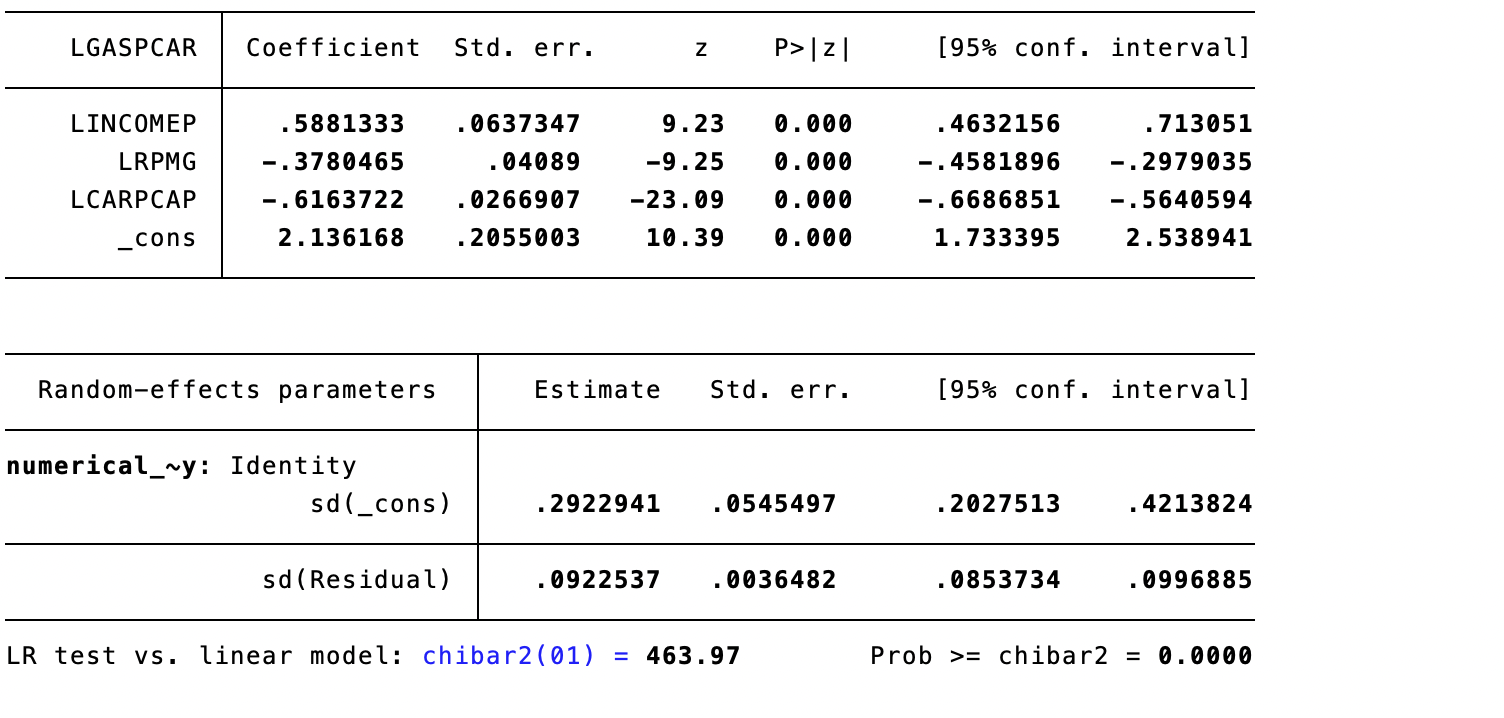 LGASPCAR Coefficient Std. err. z P>|z| [95% conf. interval]
LINCOMEP .5881333 .0637347 9.23 0.000 .4632156 .713051
LRPMG -.3780465 .04089 -9.25 0.000 -.4581896 -.2979035
LCARPCAP -.6163722 .0266907 -23.09 0.000 -.6686851 -.5640594
_cons 2.136168 .2055003 10.39 0.000 1.733395 2.538941
Random-effects parameters Estimate Std. err. [95% conf. interval]
numerical_~y: Identity
sd(_cons) .2922941 .0545497 .2027513 .4213824
sd(Residual) .0922537 .0036482 .0853734 .0996885
LR test vs. linear model: chibar2(01) = 463.97 Prob >= chibar2 = 0.0000